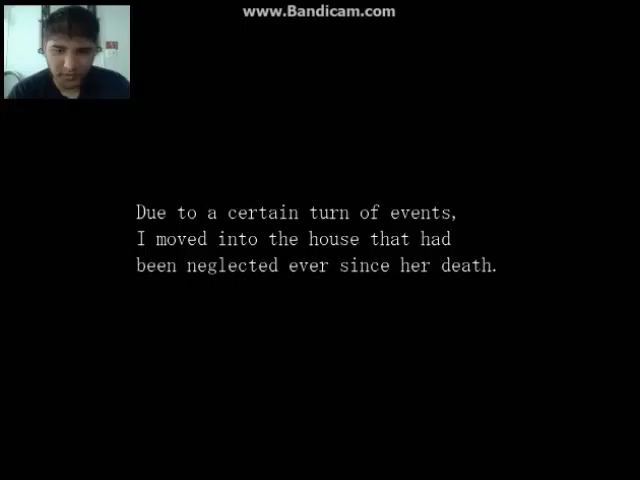 www.Bandicam.com
Due to a certain turn of events,
I moved into the house that had
been neglected ever since her death.